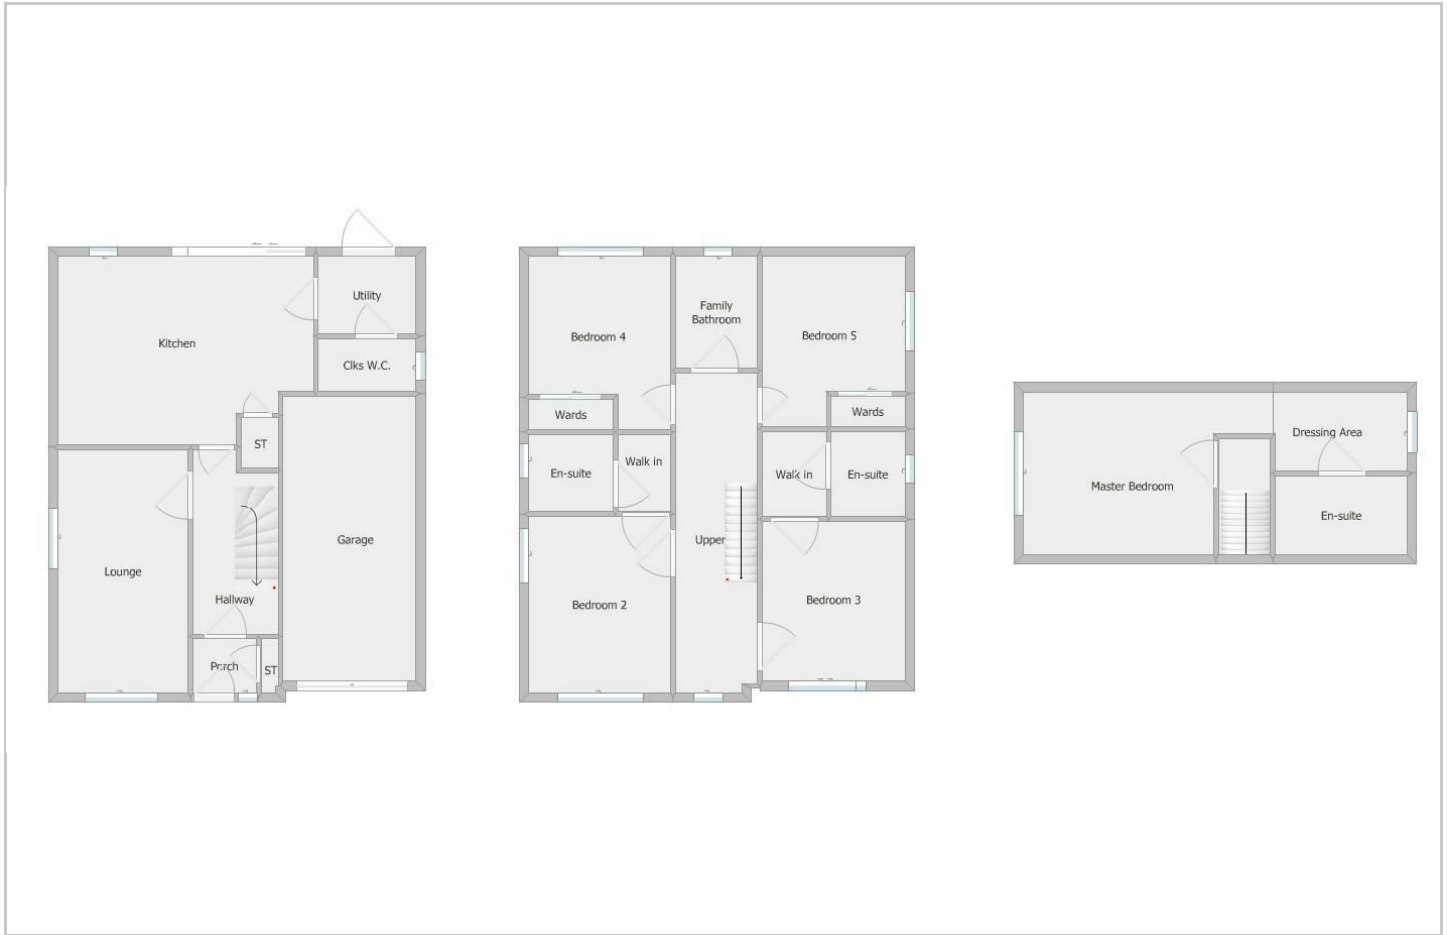 Utility
Kitchen
Clks W.C.
ST
Garage
Lounge
Hallway
Porch
ST
Family
Bathroom
Bedroom 4
Bedroom 5
Wards
Wards
Walk in
En-suite
Walk in
En-suite
Upper
Bedroom 2
Bedroom 3
Dressing Area
Master Bedroom
En-suite